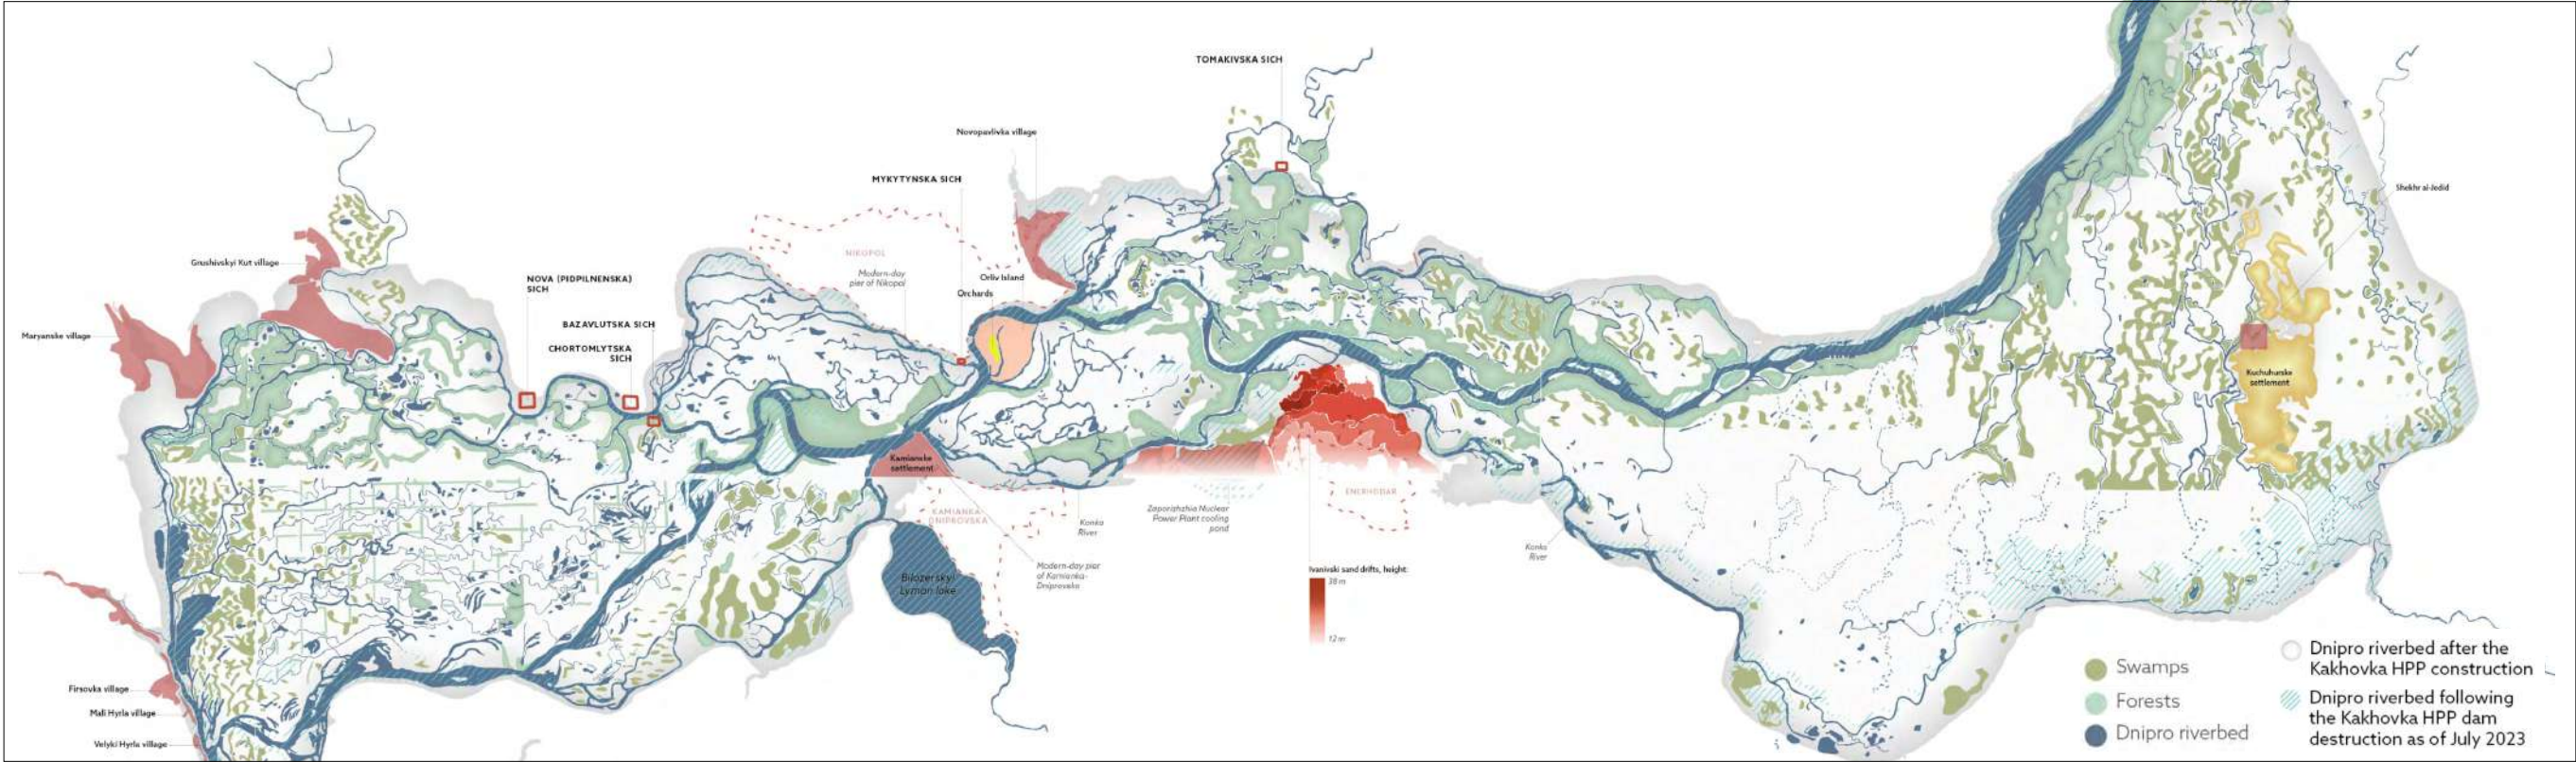 TOMAKIVSKA SICH
Novopavlivka village
MYKYTYNSKA SICH
Shekhr al-Jedid
NIKOPOL
Modern-day
pier of Nikopol
Orliv Island
Orchards
Grushivskyi Kut village
NOVA (PIDPILNENSKA)
SICH
BAZAVLUTSKA SICH
CHORTOMLYTSKA
SICH
Maryanske village
Kuchuhurske
settlement
Kamianske
settlement
KAMIANKA-
DNIPROVSKA
Konka
River
Zaporizhzhia Nuclear
Power Plant cooling
pond
ENERHODAR
Konka
River
Modern-day pier
of Kamianka-
Dniprovska
Bilozerskyi
Lyman lake
Ivanivski sand drifts, height:
38 m
12 m
Firsovka village
Mali Hyrla village
Velyki Hyrla village
Swamps
Forests
Dnipro riverbed
Dnipro riverbed after the
Kakhovka HPP construction
Dnipro riverbed following
the Kakhovka HPP dam
destruction as of July 2023